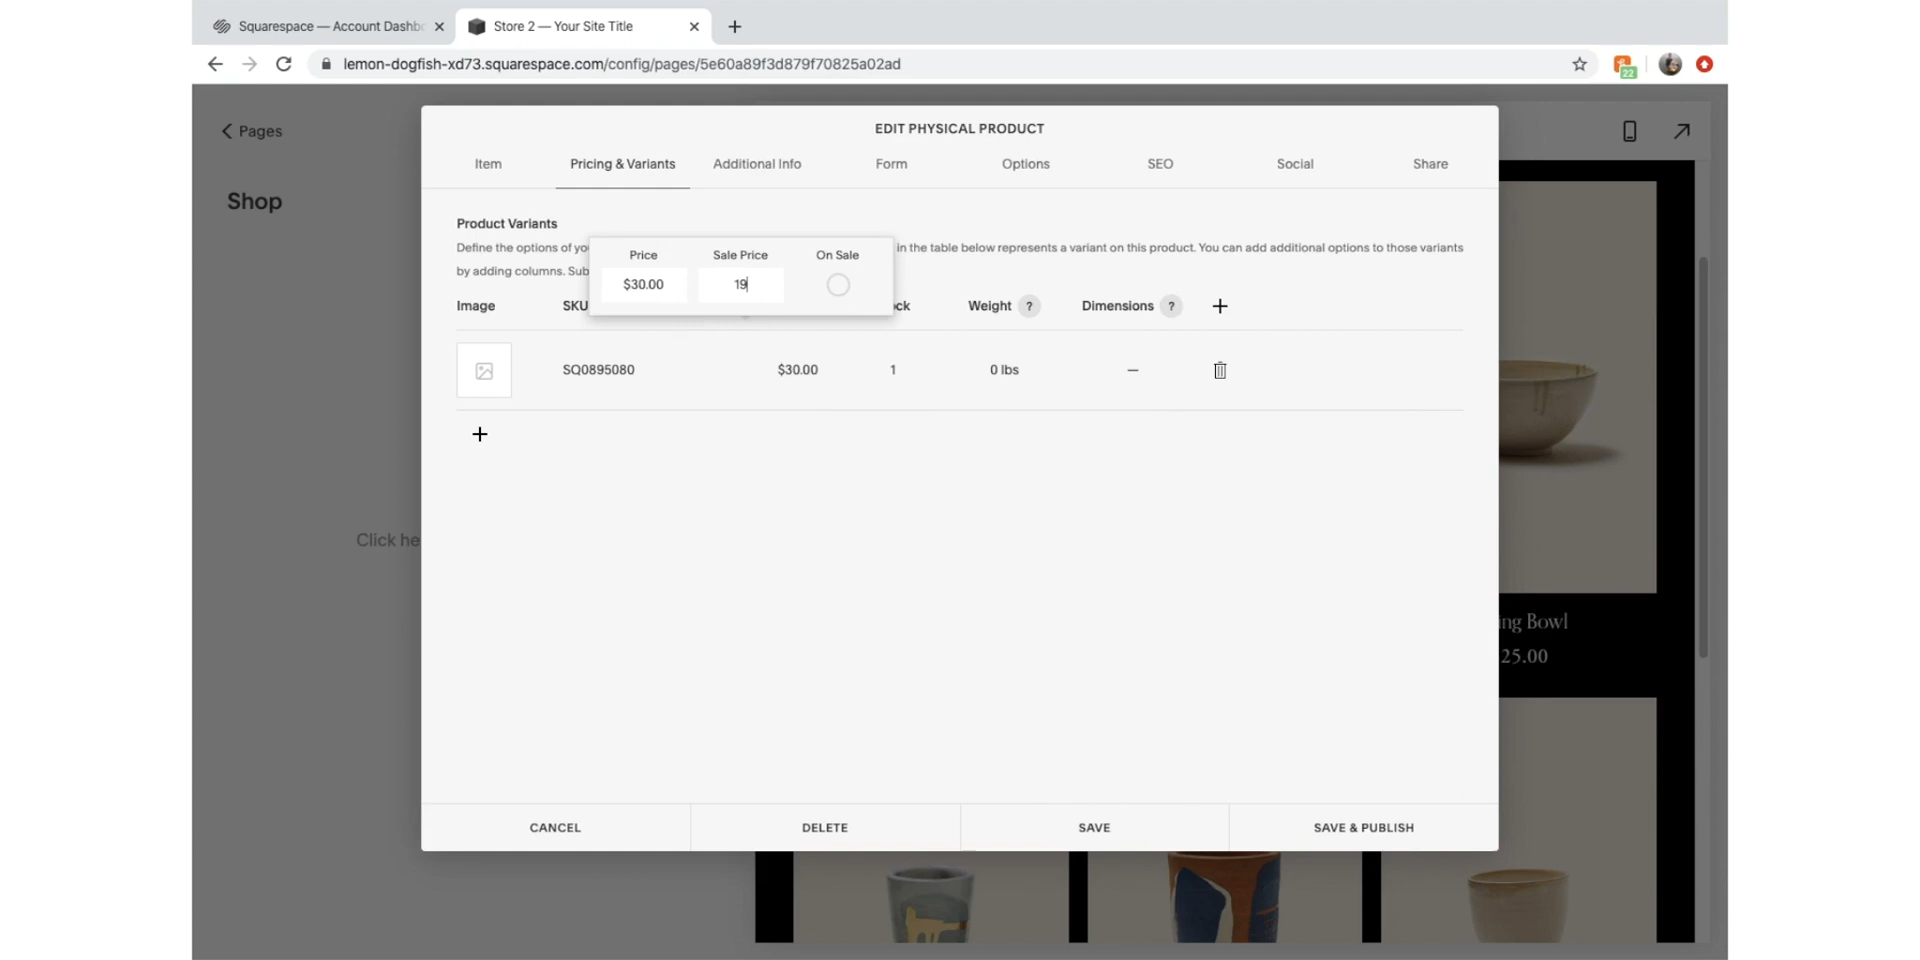 Squarespace — Account Dashbo
Store 2 — Your Site Title
lemon-dogfish-xd73.squarespace.com/config/pages/5e60a89f3d879f70825a02ad
22
Pages
Shop
Click he
EDIT PHYSICAL PRODUCT
Item Pricing & Variants Additional Info Form Options SEO Social Share
Product Variants
Define the options of yo in the table below represents a variant on this product. You can add additional options to those variants
by adding columns. Sub
Price Sale Price On Sale
$30.00 19
Image SKU ock Weight ? Dimensions ? +
SQ0895080 $30.00 1 0 lbs —
+
CANCEL DELETE SAVE SAVE & PUBLISH
ing Bowl
25.00